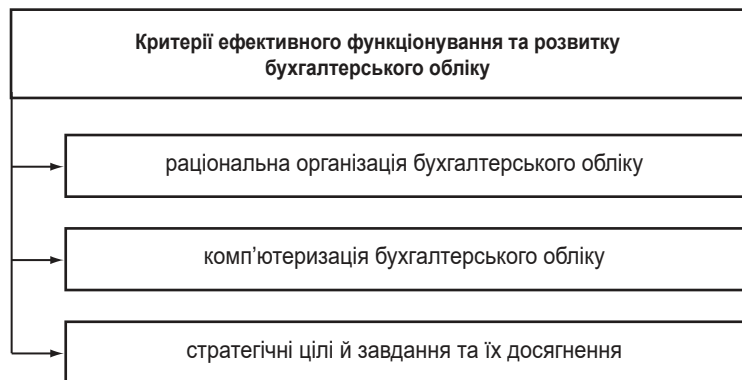 Критерії ефективного функціонування та розвитку
бухгалтерського обліку
раціональна організація бухгалтерського обліку
комп’ютеризація бухгалтерського обліку
стратегічні цілі й завдання та їх досягнення